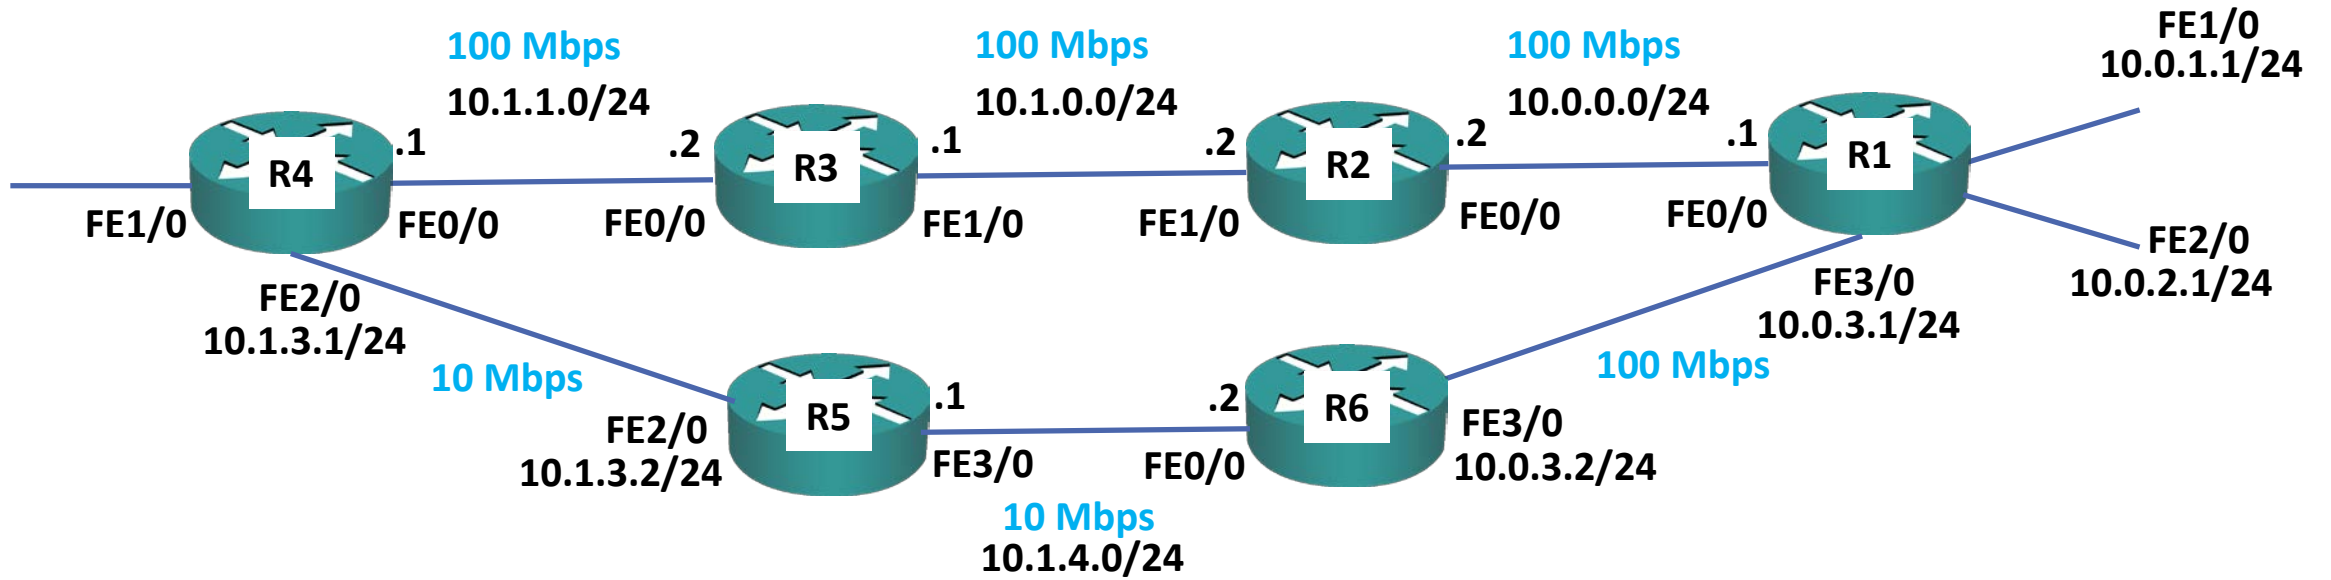 FE1/0
10.0.1.1/24
100 Mbps
10.1.1.0/24
100 Mbps
10.1.0.0/24
100 Mbps
10.0.0.0/24
R4
.1
.2
R3
.1
.2
R2
.2
.1
R1
FE1/0
FE0/0
FE0/0
FE1/0
FE1/0
FE0/0
FE0/0
FE2/0
10.0.2.1/24
FE2/0
10.1.3.1/24
FE3/0
10.0.3.1/24
10 Mbps
100 Mbps
R5
.1
.2
R6
FE2/0
10.1.3.2/24
FE3/0
FE0/0
FE3/0
10.0.3.2/24
10 Mbps
10.1.4.0/24